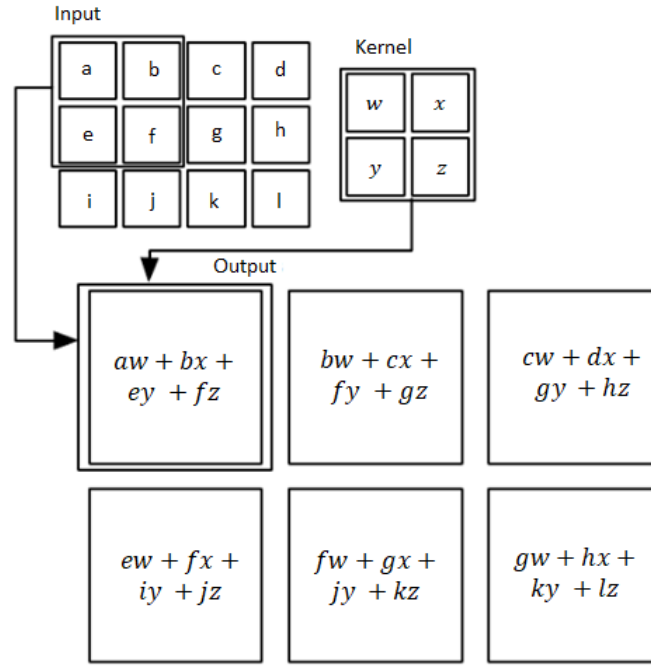 Input
Kernel
a b c d
w x
e f g h
y z
i j k l
Output
aw + bx +
ey + fz
bw + cx +
fy + gz
cw + dx +
gy + hz
ew + fx +
iy + jz
fw + gx +
jy + kz
gw + hx +
ky + lz